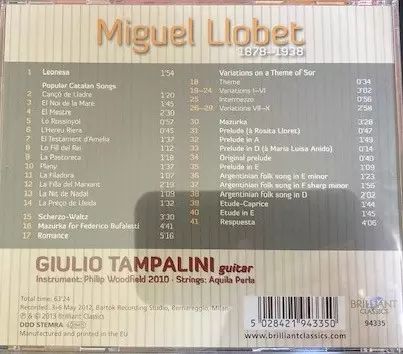 Miguel Llobet
1878–1938
1 Leonesa 1'54
Popular Catalan Songs
2 Cançó de Lladre 1'20
3 El Noi de la Mare 1'45
4 El Mestre 2'30
5 Lo Rossinyol 0'57
6 L'Hereu Riera 0'45
7 El Testament d'Amelia 1'37
8 Lo Fill del Rei 1'12
9 La Pastoreta 1'18
10 Plany 1'32
11 La Filadora 1'07
12 La Filla del Marxant 2'19
13 La Nit de Nadal 1'09
14 La Preço de Lleida 1'32
15 Scherzo-Waltz 3'30
16 Mazurka for Federico Bufaletti 4'41
17 Romance 5'16
Variations on a Theme of Sor
18 Theme 0'34
19–24 Variations I–VI 3'02
25 Intermezzo 0'56
26–29 Variations VII–X 3'58
30 Mazurka 3'28
31 Prelude (à Rosita Lloret) 0'47
32 Prelude in A 1'49
33 Prelude in D (à Maria Luisa Anido) 0'14
34 Original prelude 0'40
35 Prelude in E 1'09
36 Argentinian folk song in E minor 1'23
37 Argentinian folk song in F sharp minor 1'56
38 Argentinian folk song in D 2'02
39 Etude-Caprice 1'44
40 Etude in E 1'45
41 Respuesta 4'06
GIULIO TAMPALINI guitar
Instrument: Philip Woodfield 2010 · Strings: Aquila Perla
Total time: 63'24
Recorded: 3–6 May 2012, Bartok Recording Studio, Bernareggio, Milan
℗ & © 2013 Brilliant Classics
DDD STEMRA
Manufactured and printed in the EU
5 028421 943350
www.brilliantclassics.com
BRILLIANT
CLASSICS
94335